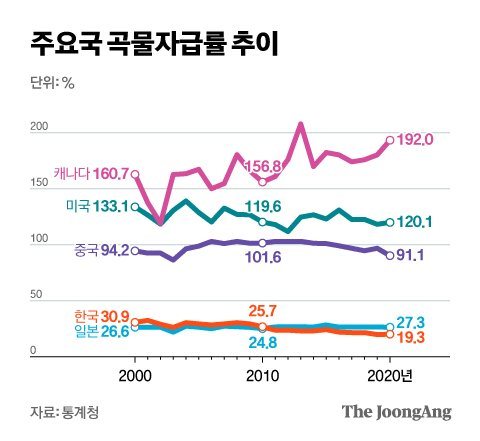 주요국 곡물자급률 추이
단위: %
200
캐나다 160.7
156.8
192.0
150
미국 133.1
119.6
120.1
100
중국 94.2
101.6
91.1
50
한국 30.9
25.7
27.3
일본 26.6
24.8
19.3
0
2000 2010 2020년
자료: 통계청 The JoongAng